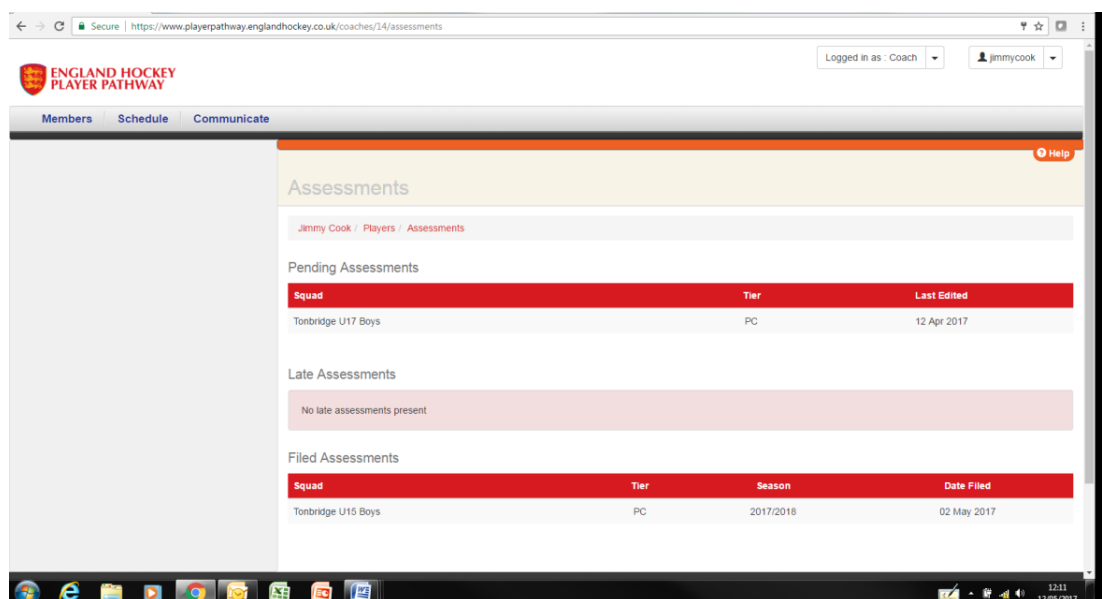 Secure | https://www.playerpathway.englandhockey.co.uk/coaches/14/assessments
Logged in as : Coach jimmycook
ENGLAND HOCKEY
PLAYER PATHWAY
Members Schedule Communicate
Help
Assessments
Jimmy Cook / Players / Assessments
Pending Assessments
Squad Tier Last Edited
Tonbridge U17 Boys PC 12 Apr 2017
Late Assessments
No late assessments present
Filed Assessments
Squad Tier Season Date Filed
Tonbridge U15 Boys PC 2017/2018 02 May 2017
12:11
12/05/2017